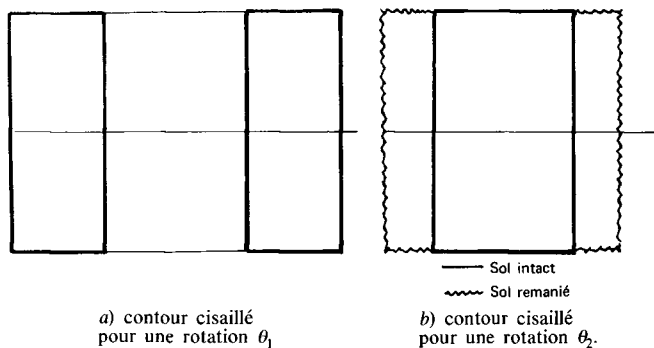 Sol intact
Sol remanié
a) contour cisaillé
pour une rotation θ₁
b) contour cisaillé
pour une rotation θ₂.